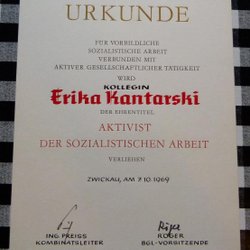 URKUNDE
FÜR VORBILDLICHE
SOZIALISTISCHE ARBEIT
VERBUNDEN MIT
AKTIVER GESELLSCHAFTLICHER TÄTIGKEIT
WIRD
KOLLEGIN
Erika Kantarski
DER EHRENTITEL
AKTIVIST
DER SOZIALISTISCHEN ARBEIT
VERLIEHEN
ZWICKAU, AM 7.10.1969
ING. PREISS
KOMBINATSLEITER
RÖGER
BGL-VORSITZENDE